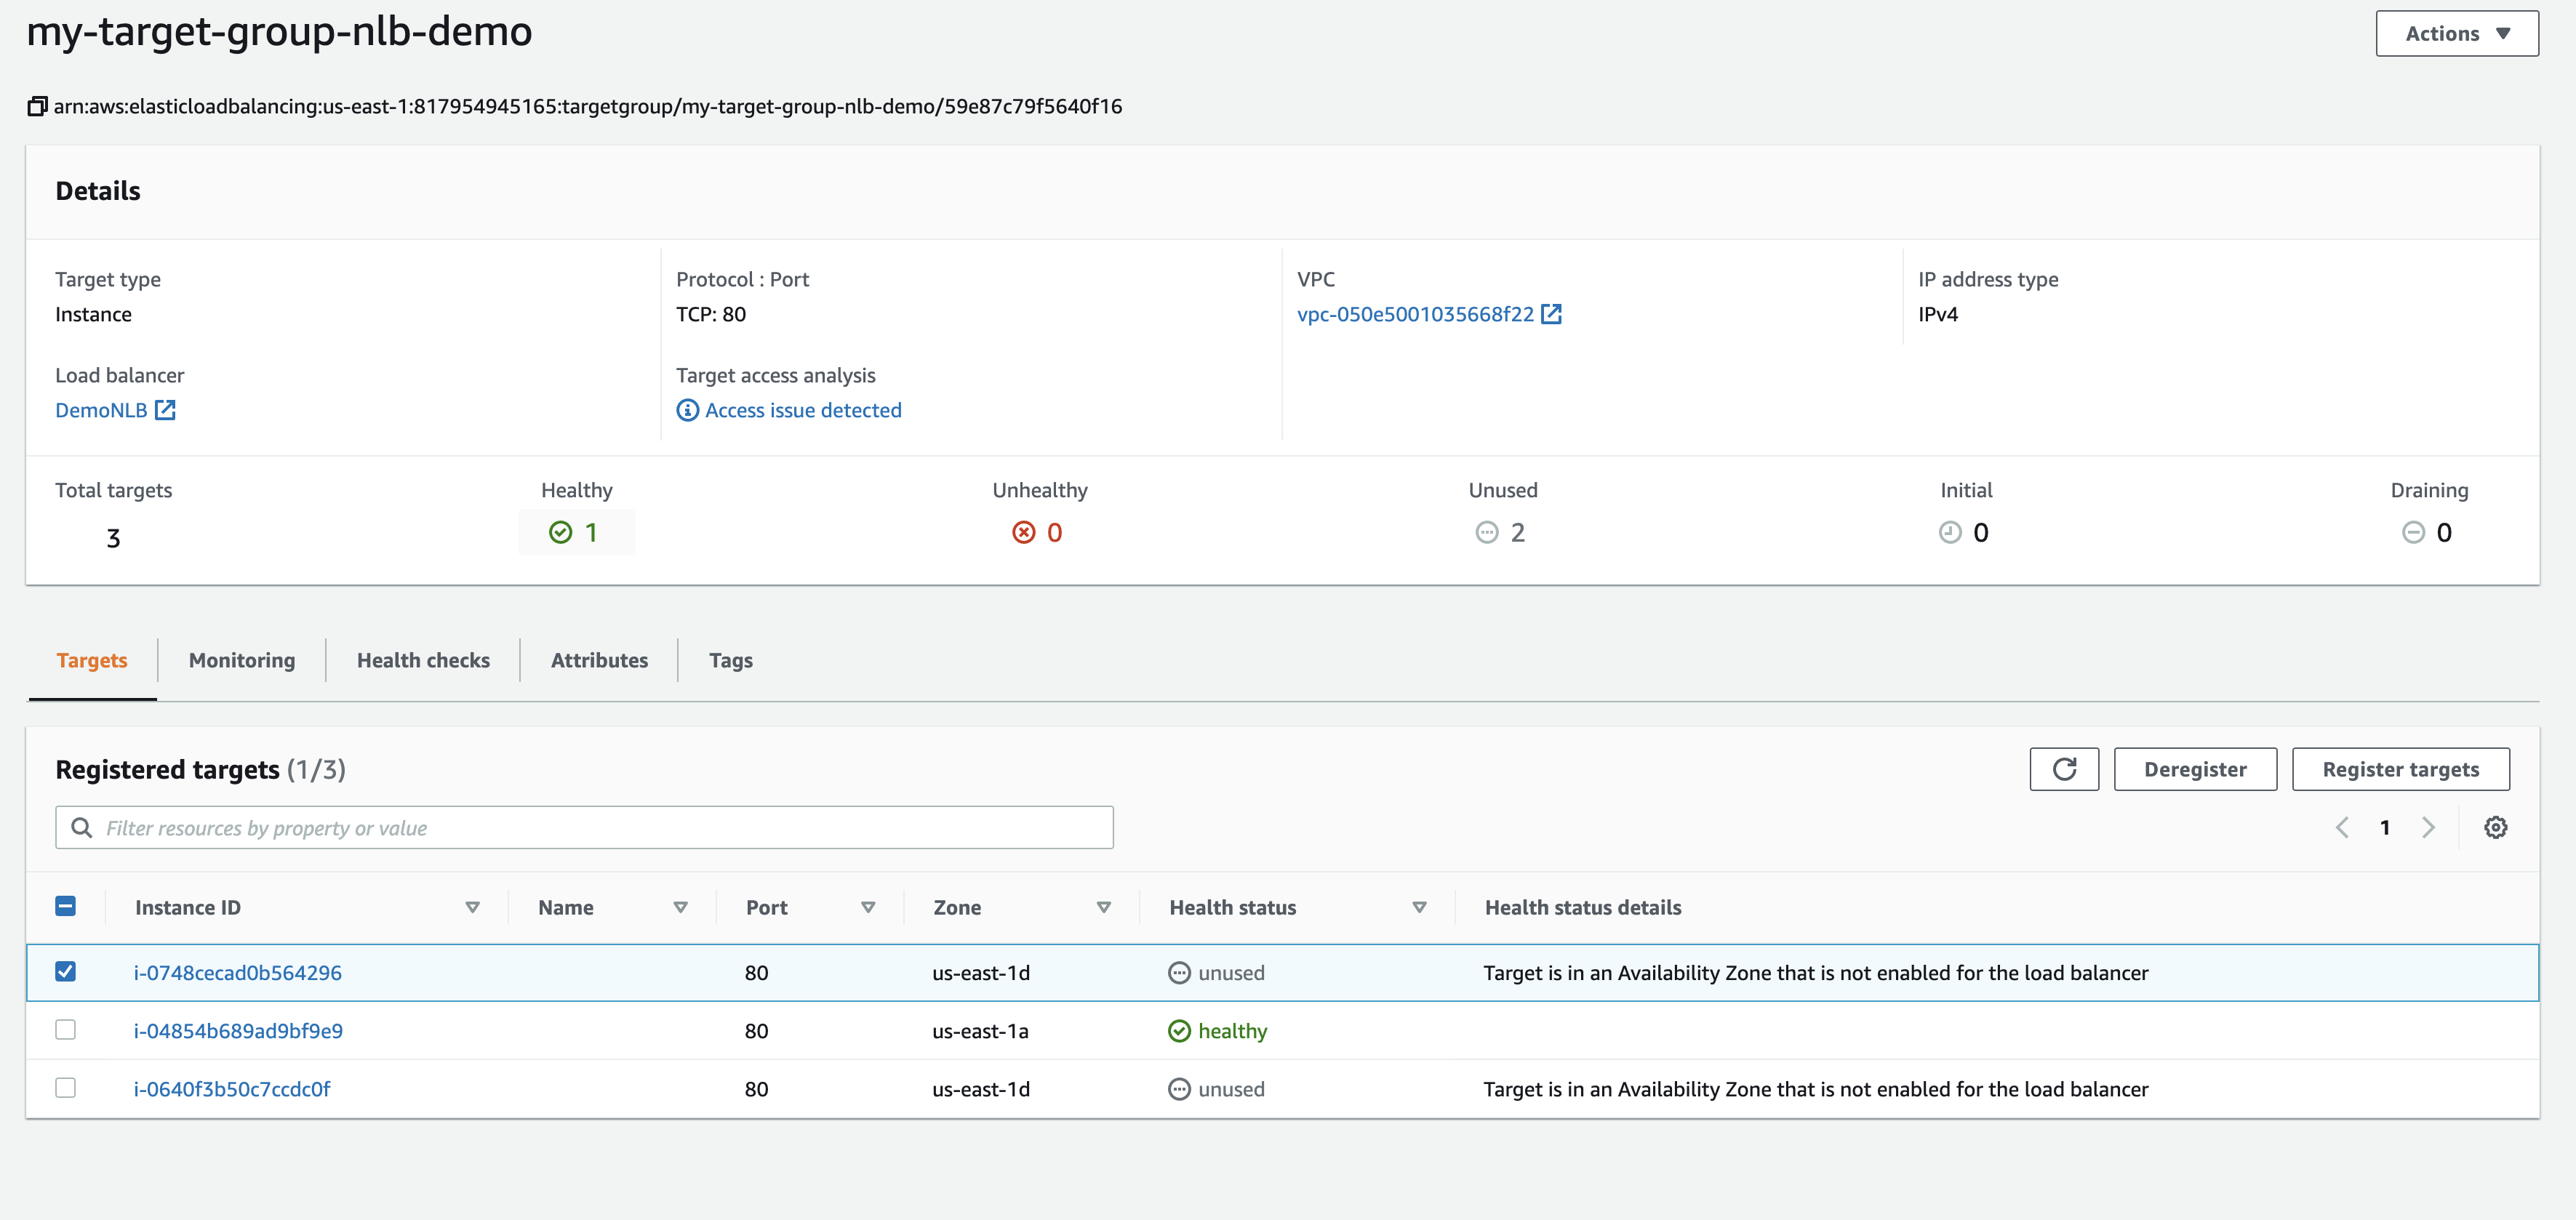 my-target-group-nlb-demo
Actions
arn:aws:elasticloadbalancing:us-east-1:817954945165:targetgroup/my-target-group-nlb-demo/59e87c79f5640f16
Details
Target type
Instance
Protocol : Port
TCP: 80
VPC
vpc-050e5001035668f22
IP address type
IPv4
Load balancer
DemoNLB
Target access analysis
Access issue detected
Total targets
3
Healthy
1
Unhealthy
0
Unused
2
Initial
0
Draining
0
Targets
Monitoring
Health checks
Attributes
Tags
Registered targets (1/3)
Deregister
Register targets
Filter resources by property or value
1
Instance ID Name Port Zone Health status Health status details
i-0748cecad0b564296 80 us-east-1d unused Target is in an Availability Zone that is not enabled for the load balancer
i-04854b689ad9bf9e9 80 us-east-1a healthy
i-0640f3b50c7ccdc0f 80 us-east-1d unused Target is in an Availability Zone that is not enabled for the load balancer